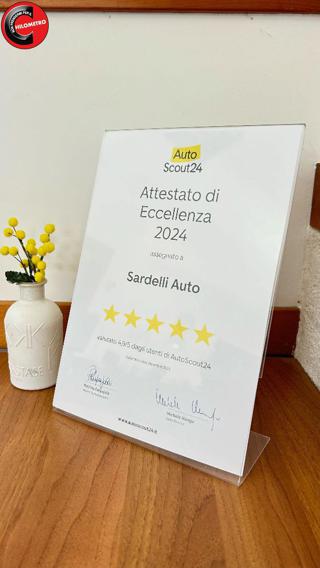 CHILOMETRO
Auto
Scout24
Attestato di
Eccellenza
2024
assegnato a
Sardelli Auto
valutato 4,9/5 dagli utenti di AutoScout24
www.autoscout24.it